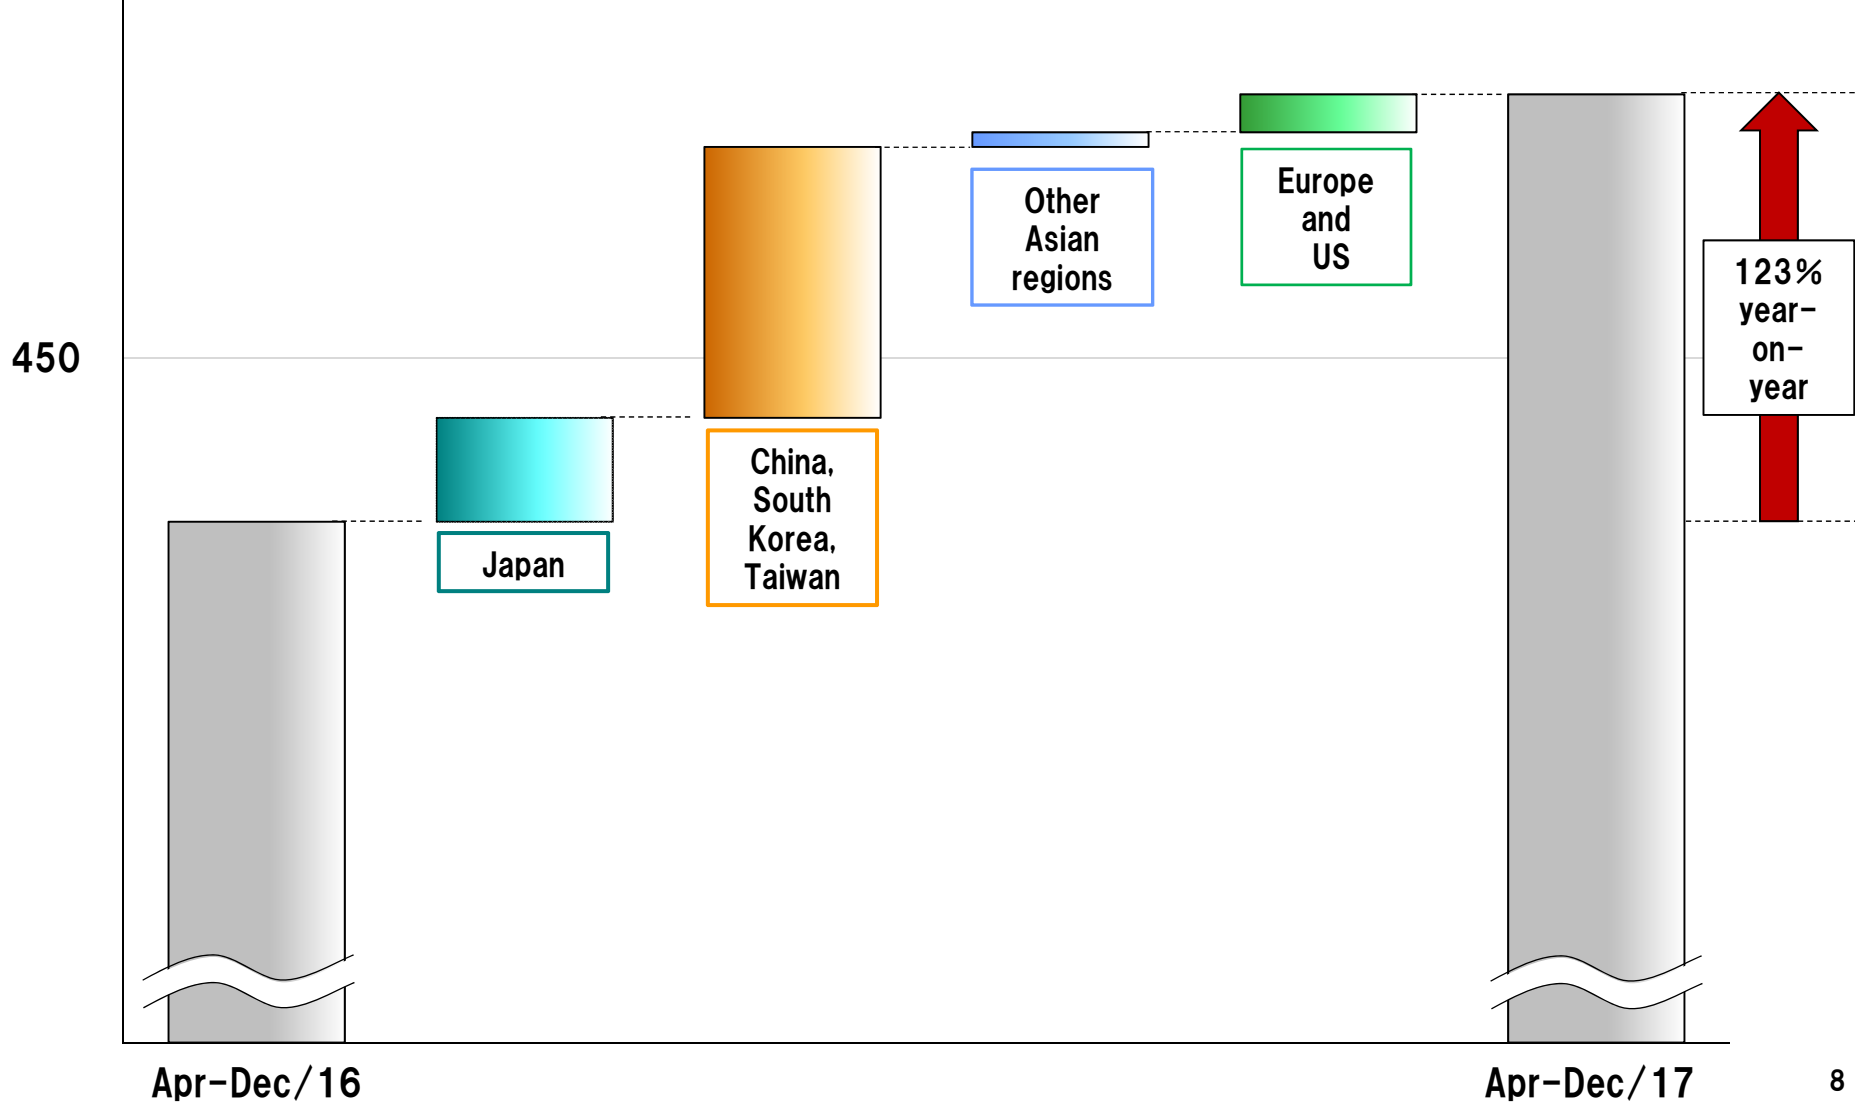 450
Japan
China,
South
Korea,
Taiwan
Other
Asian
regions
Europe
and
US
123%
year-
on-
year
Apr-Dec/16
Apr-Dec/17
8